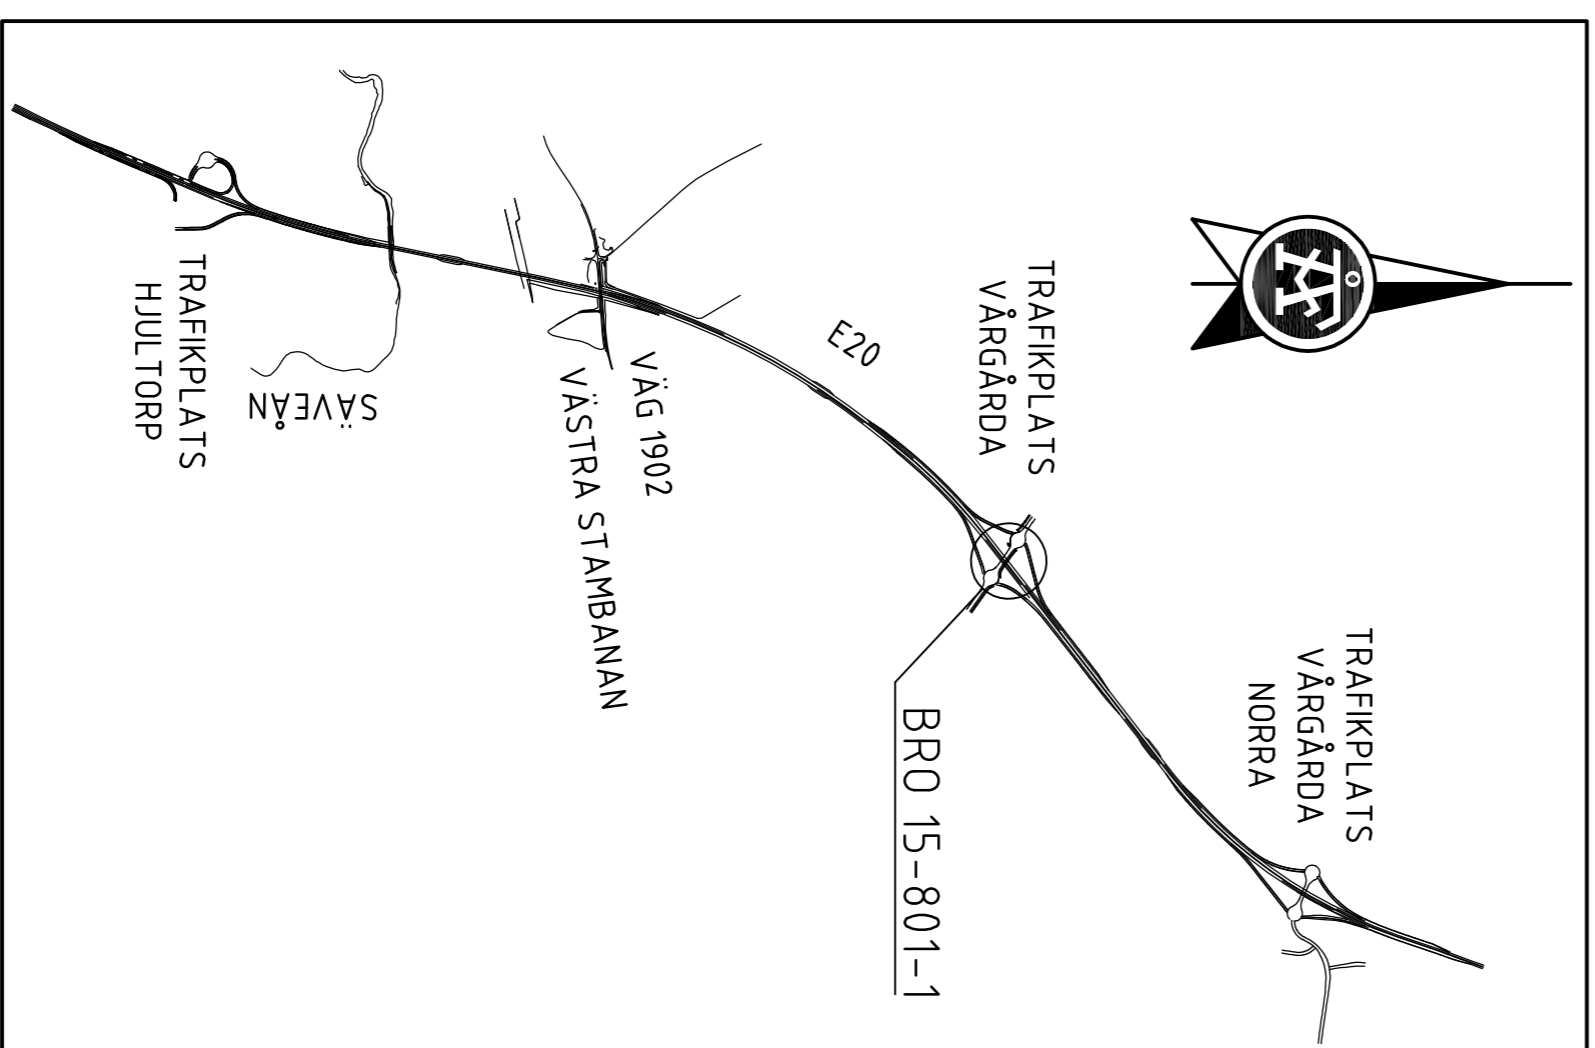 TRAFIKPLATS
HJULTORP
SÄVEÅN
VÄG 1902
VÄSTRA STAMBANAN
E20
TRAFIKPLATS
VÅRGÅRDA
BRO 15-801-1
TRAFIKPLATS
VÅRGÅRDA
NORRA